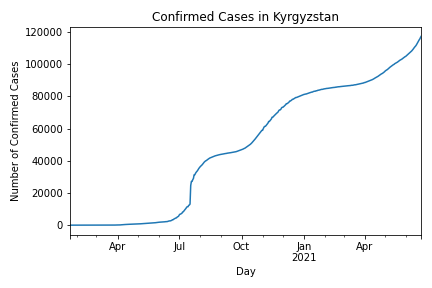 Confirmed Cases in Kyrgyzstan
120000
100000
80000
60000
40000
20000
0
Number of Confirmed Cases
Apr
Jul
Oct
Jan
2021
Apr
Day